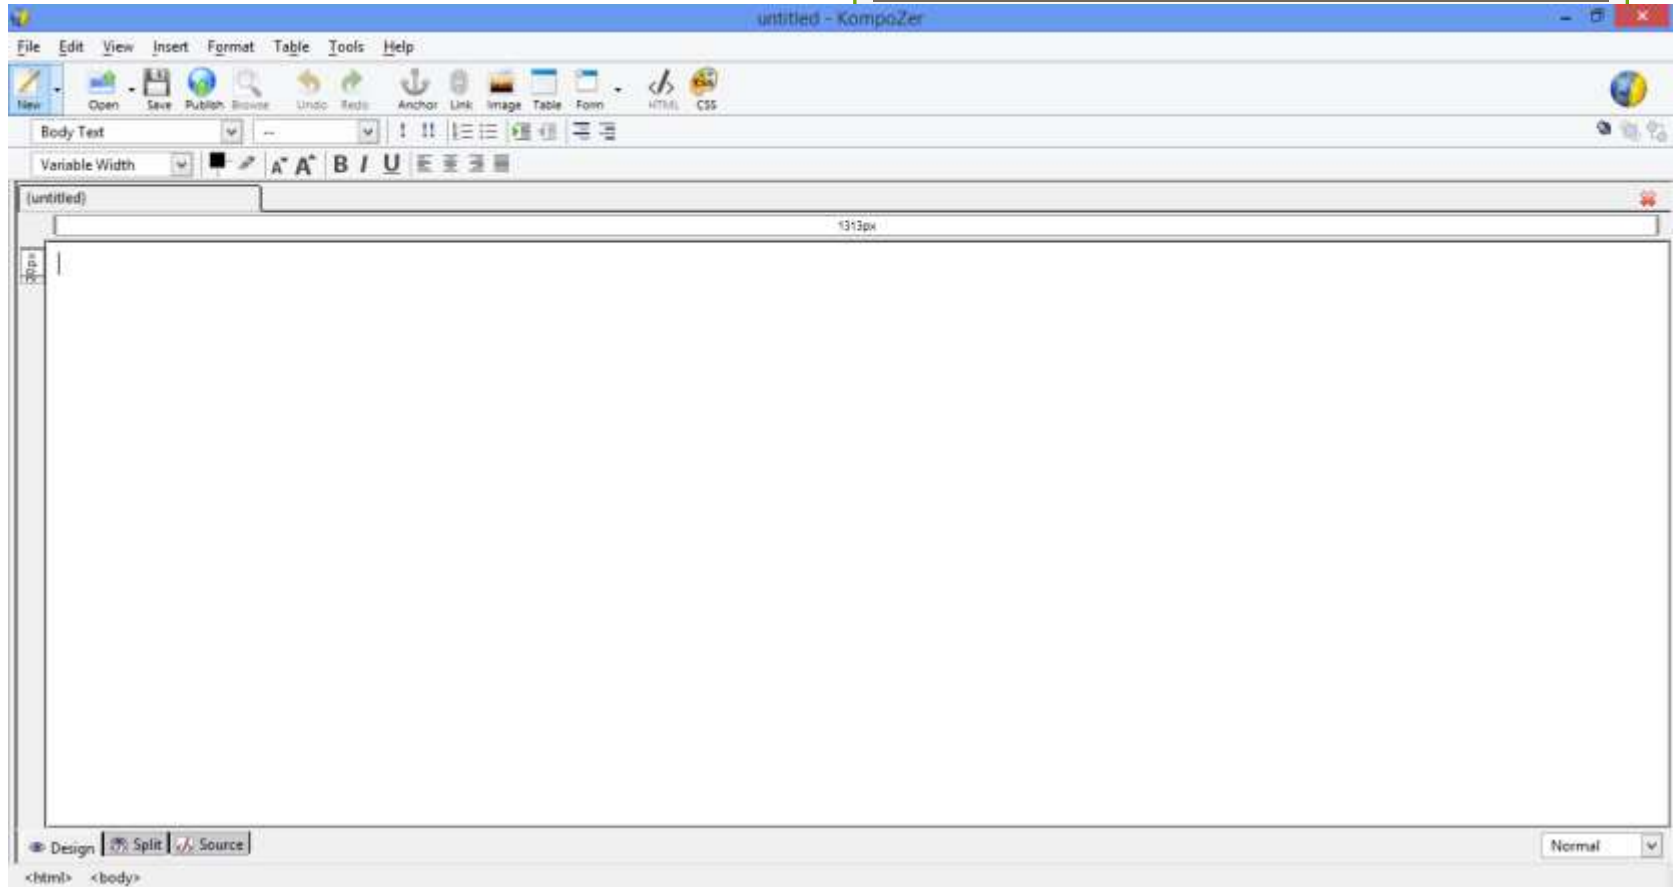 untitled - KompoZer
File Edit View Insert Format Table Tools Help
New Open Save Publish Browse Undo Redo Anchor Link Image Table Form HTML CSS
Body Text --
Variable Width A A B I U
(untitled)
1313px
Design Split Source Normal
<html> <body>